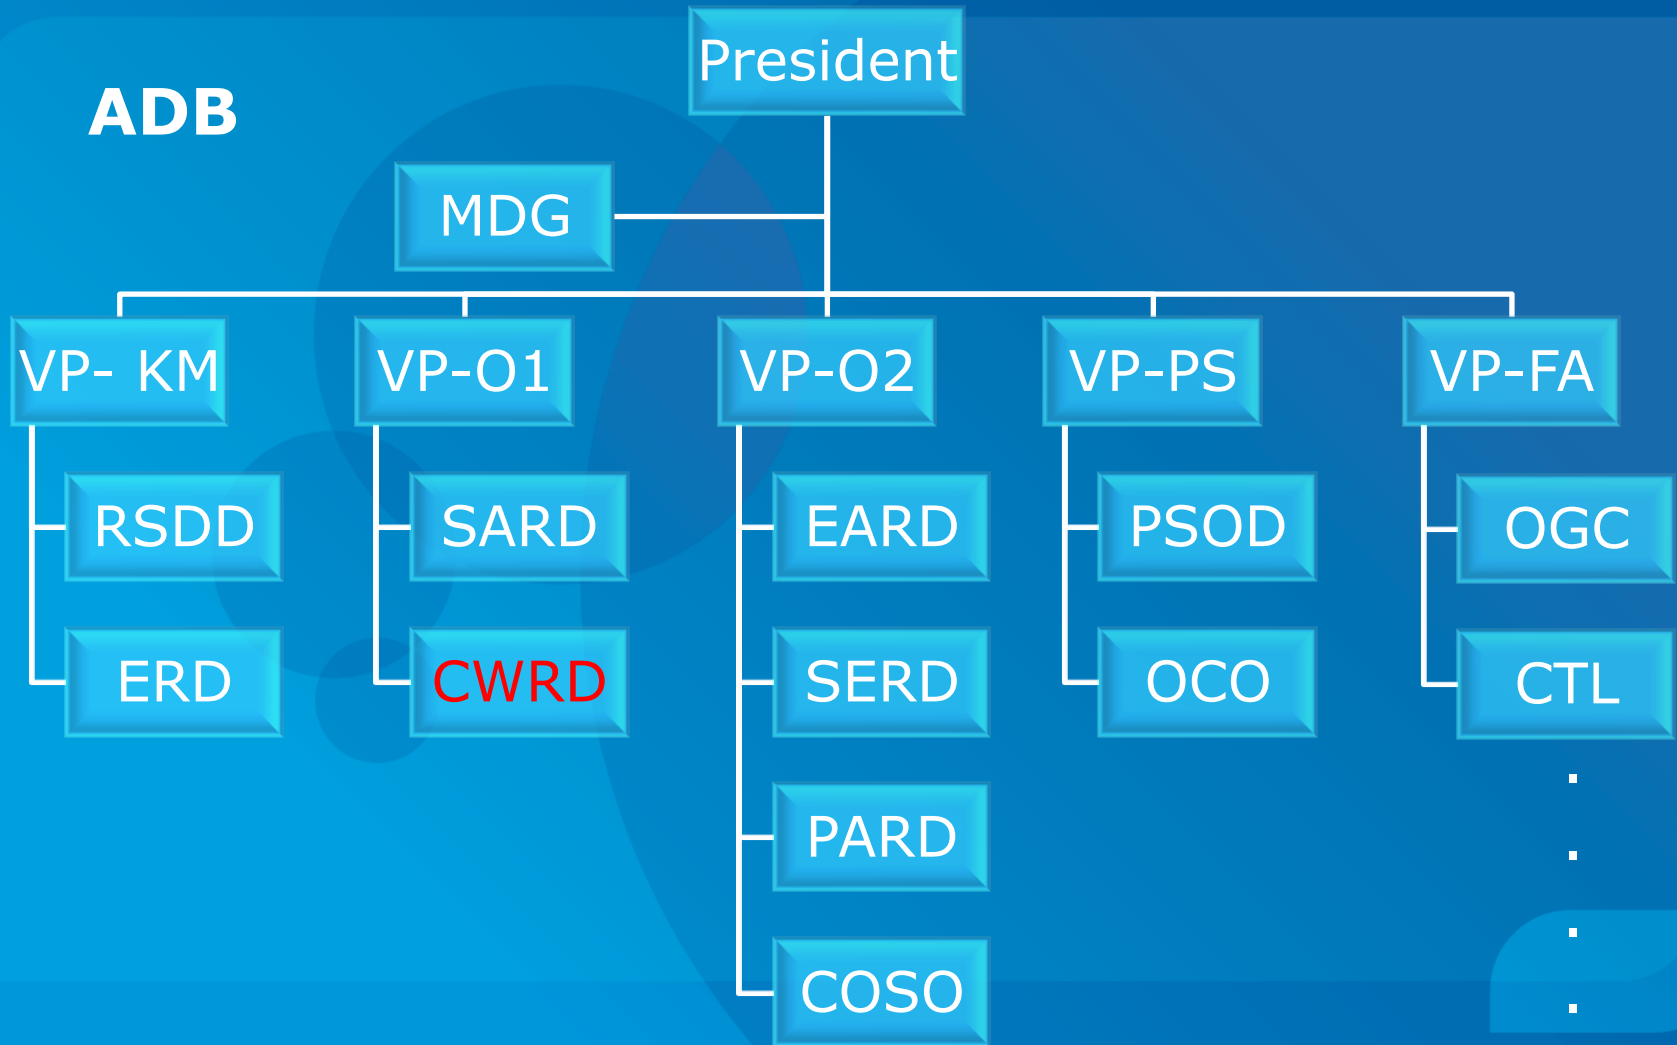 President
ADB
MDG
VP- KM
VP-O1
VP-O2
VP-PS
VP-FA
RSDD
SARD
EARD
PSOD
OGC
ERD
CWRD
SERD
OCO
CTL
.
PARD
.
.
COSO
.